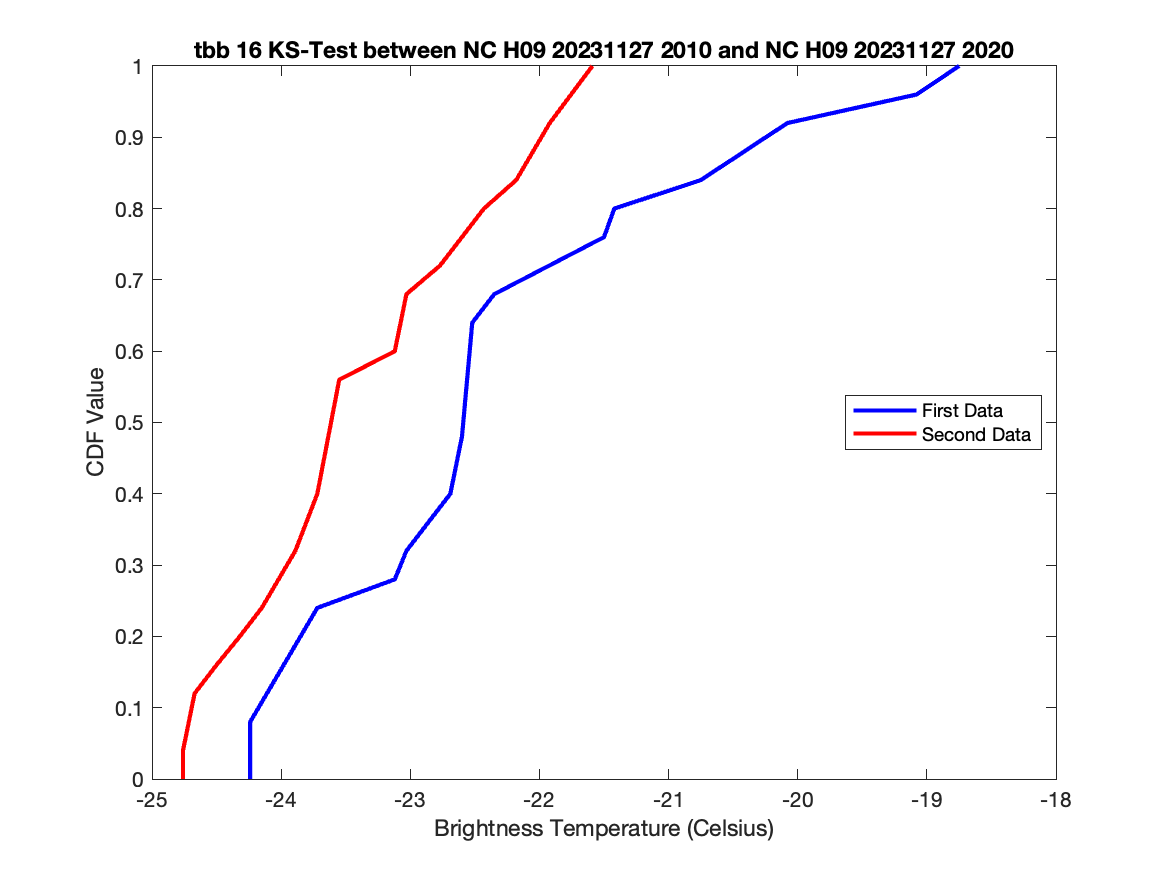 tbb 16 KS-Test between NC H09 20231127 2010 and NC H09 20231127 2020
1
0.9
0.8
0.7
0.6
0.5
0.4
0.3
0.2
0.1
0
CDF Value
First Data
Second Data
-25 -24 -23 -22 -21 -20 -19 -18
Brightness Temperature (Celsius)